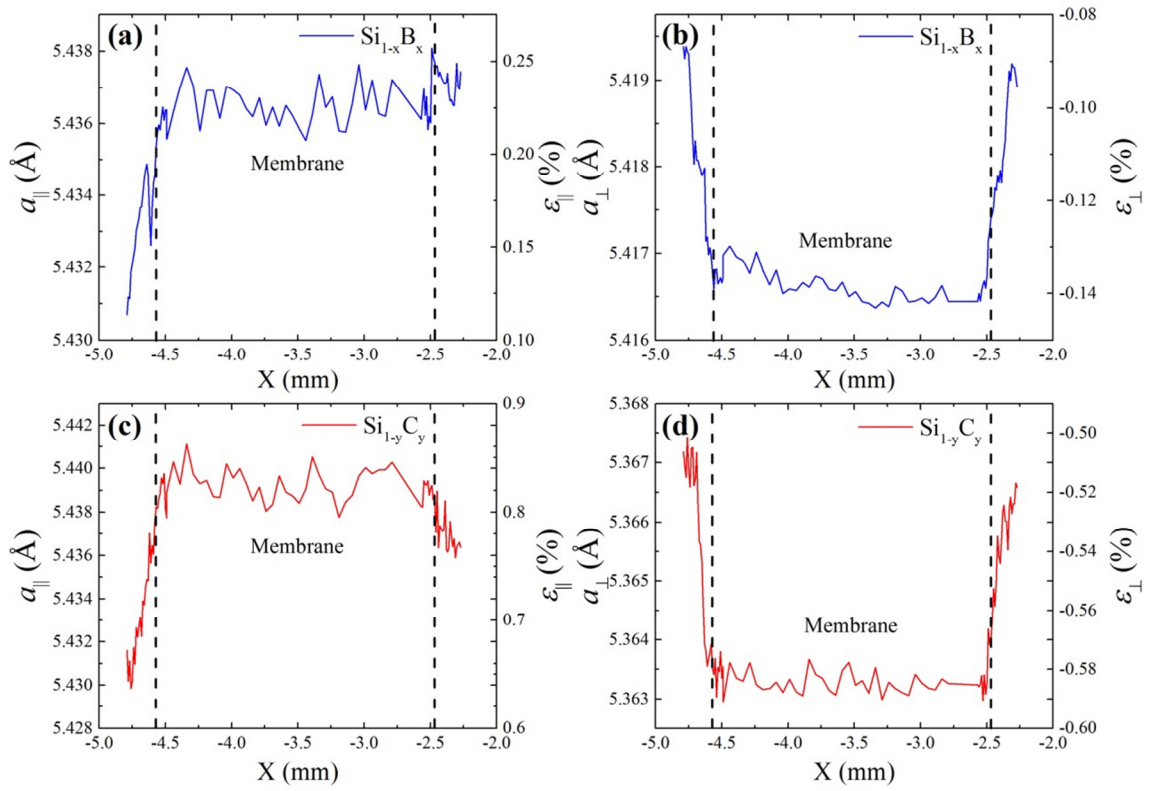 (a)
Si1-xBx
5.438
5.436
5.434
5.432
5.430
a∥ (Å)
0.25
0.20
0.15
0.10
ε∥ (%)
Membrane
-5.0 -4.5 -4.0 -3.5 -3.0 -2.5 -2.0
X (mm)
(b)
Si1-xBx
5.419
5.418
5.417
5.416
a⊥ (Å)
-0.08
-0.10
-0.12
-0.14
ε⊥ (%)
Membrane
-5.0 -4.5 -4.0 -3.5 -3.0 -2.5 -2.0
X (mm)
(c)
Si1-yCy
5.442
5.440
5.438
5.436
5.434
5.432
5.430
5.428
a∥ (Å)
0.9
0.8
0.7
0.6
ε∥ (%)
Membrane
-5.0 -4.5 -4.0 -3.5 -3.0 -2.5 -2.0
X (mm)
(d)
Si1-yCy
5.368
5.367
5.366
5.365
5.364
5.363
a⊥ (Å)
-0.50
-0.52
-0.54
-0.56
-0.58
-0.60
ε⊥ (%)
Membrane
-5.0 -4.5 -4.0 -3.5 -3.0 -2.5 -2.0
X (mm)